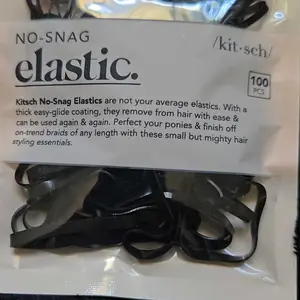 NO-SNAG
/kit•sch/
elastic.
100
PCS
Kitsch No-Snag Elastics are not your average elastics. With a
thick easy-glide coating, they remove from hair with ease &
can be used again & again. Perfect your ponies & finish off
on-trend braids of any length with these small but mighty hair
styling essentials.